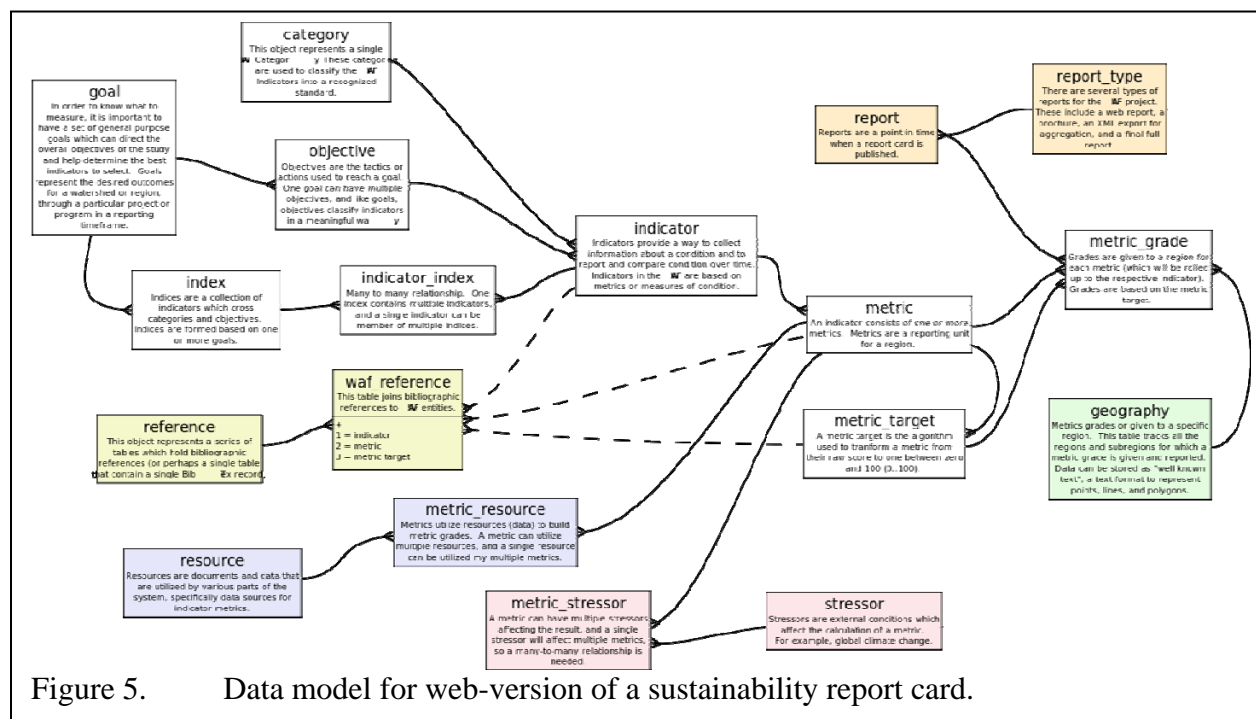 category
This object represents a single
WAF Category These categories
are used to classify the WAF
Indicators into a recognized
standard.
goal
In order to know what to
measure, it is important to
have a set of general purpose
goals which can direct the
overall objectives of the study
and help determine the best
indicators to select. Goals
represent the desired outcomes
for a watershed or region,
through a particular project or
program in a reporting
timeframe.
objective
Objectives are the tactics or
actions used to reach a goal.
One goal can have multiple
objectives, and like goals,
objectives classify indicators
in a meaningful wa y
report_type
There are several types of
reports for the WAF project.
These include a web report, a
brochure, an XML export for
aggregation, and a final full
report
report
Reports are a point in time
when a report card is
published.
indicator
Indicators provide a way to collect
information about a condition and to
report and compare condition over time.
Indicators in the WAF are based on
metrics or measures of condition.
metric_grade
Grades are given to a region for
each metric (which will be rolled
up to the respective indicator).
Grades are based on the metric
target.
index
Indices are a collection of
indicators which cross
categories and objectives.
Indices are formed based on one
or more goals.
indicator_index
Many to many relationship. One
index contains multiple indicators,
and a single indicator can be
member of multiple indices.
metric
An indicator consists of one or more
metrics. Metrics are a reporting unit
for a region.
waf_reference
This table joins bibliographic
references to WAF entities.
+
1 = indicator
2 = metric
3 = metric target
reference
This object represents a series of
tables which hold bibliographic
references (or perhaps a single table
that contain a single Bib TEx record,
metric_target
A metric target is the algorithm
used to tranform a metric from
their raw score to one between zero
and 100 (0..100).
geography
Metrics grades or given to a specific
region. This table tracks all the
regions and subregions for which a
metric grade is given and reported.
Data can be stored as "well known
text", a text format to represent
points, lines, and polygons.
metric_resource
Metrics utilize resources (data) to build
metric grades. A metric can utilize
multiple resources, and a single resource
can be utilized my multiple metrics.
resource
Resources are documents and data that
are utilized by various parts of the
system, specifically data sources for
indicator metrics.
metric_stressor
A metric can have multiple stressors
affecting the result, and a single
stressor will affect multiple metrics,
so a many-to-many relationship is
needed.
stressor
Stressors are external conditions which
affect the calculation of a metric.
For example, global climate change.
Figure 5. Data model for web-version of a sustainability report card.